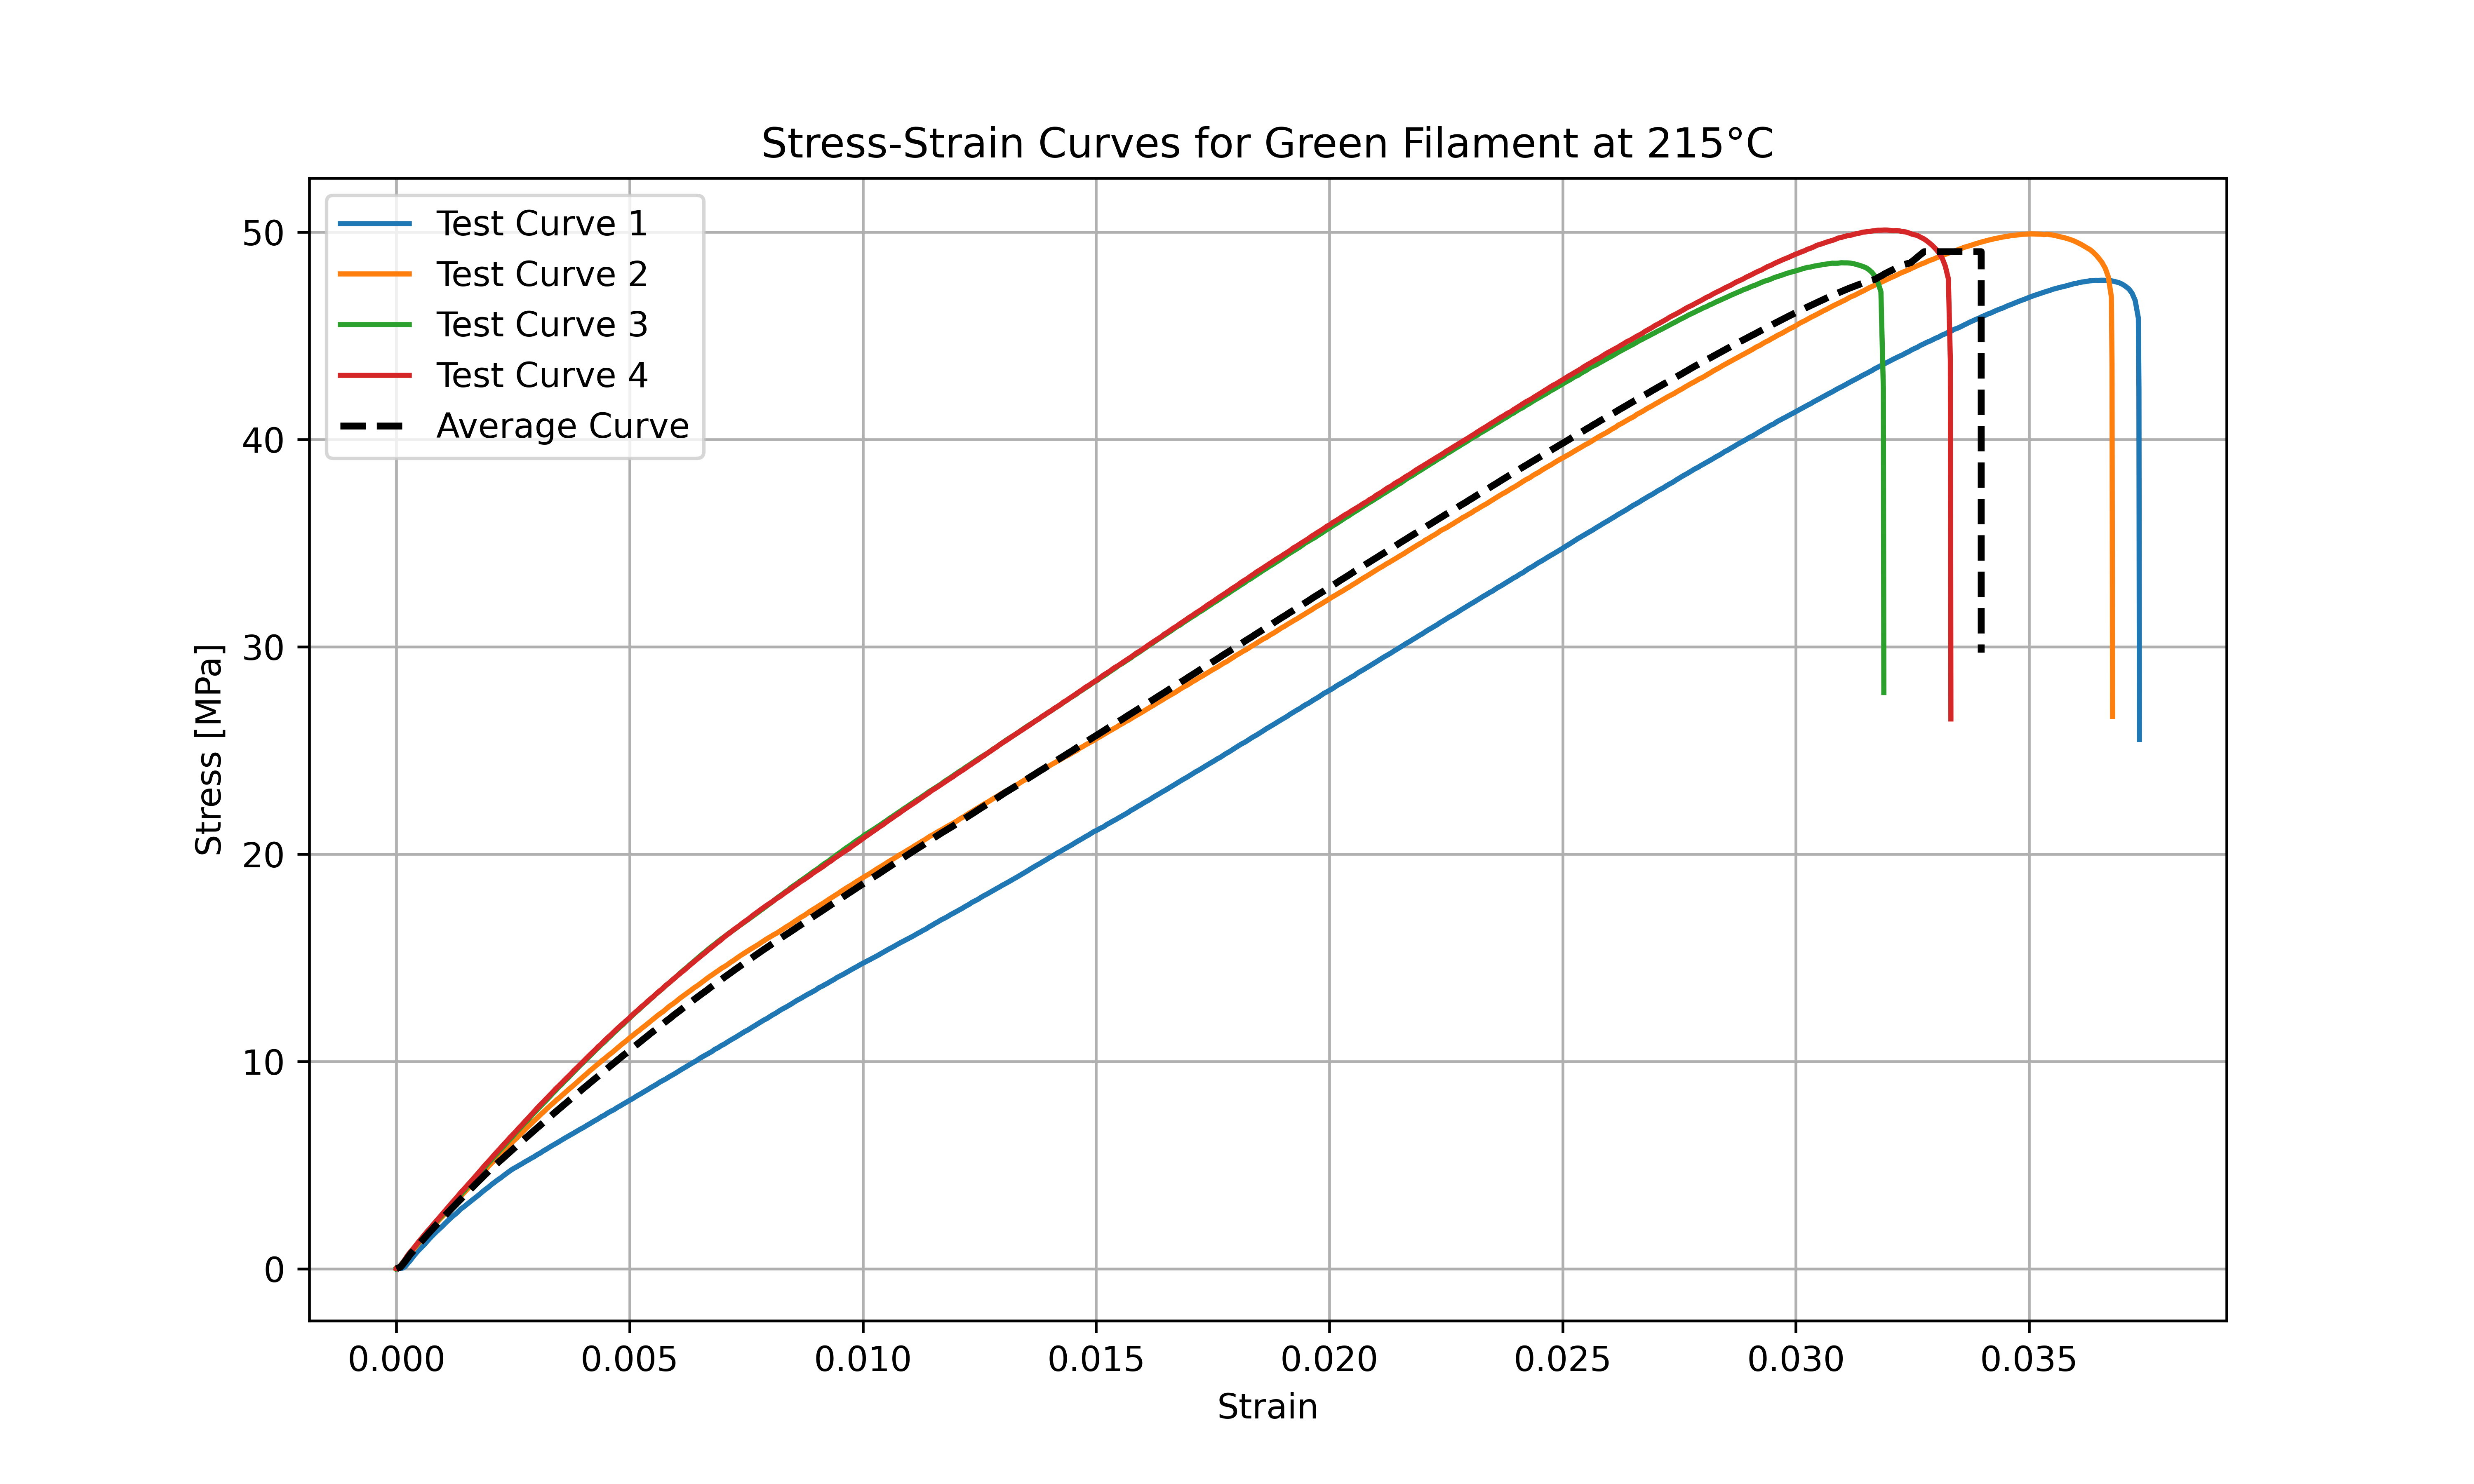 Stress-Strain Curves for Green Filament at 215°C
Test Curve 1
Test Curve 2
Test Curve 3
Test Curve 4
Average Curve
Stress [MPa]
50
40
30
20
10
0
0.000 0.005 0.010 0.015 0.020 0.025 0.030 0.035
Strain